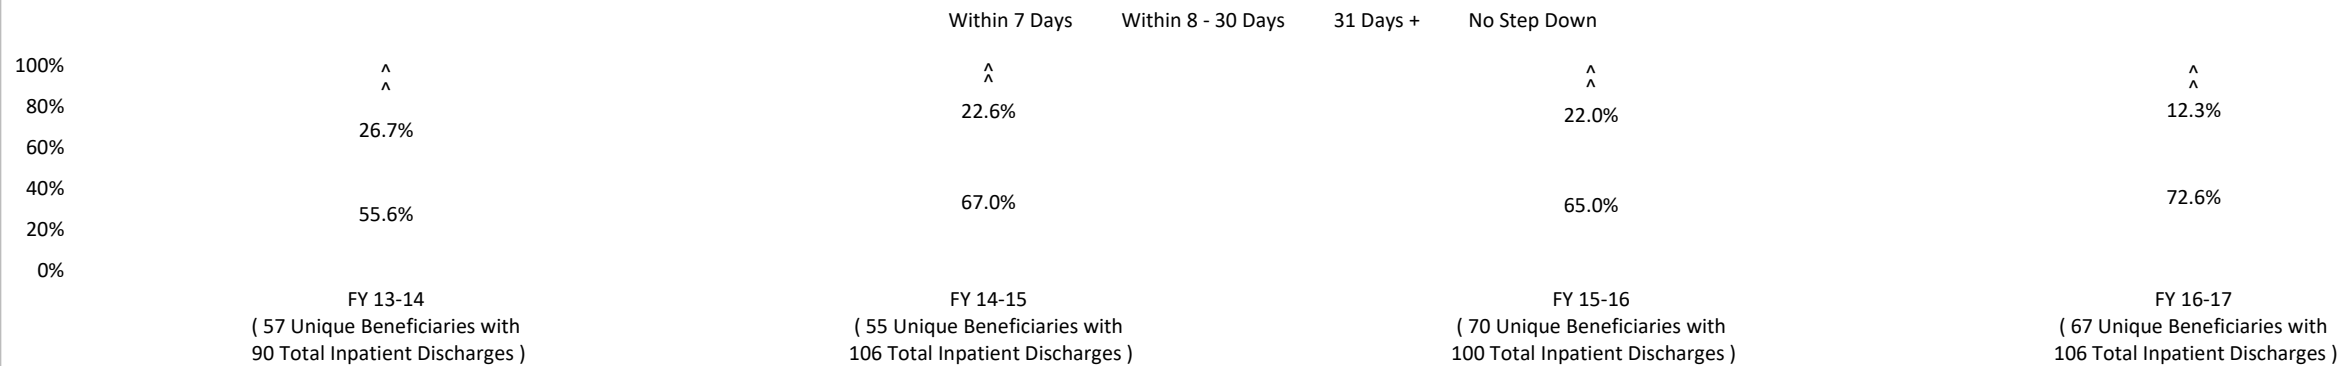 Within 7 Days Within 8 - 30 Days 31 Days + No Step Down
100%
80%
60%
40%
20%
0%
^ ^ ^ ^
^ ^ ^ ^
26.7% 22.6% 22.0% 12.3%
55.6% 67.0% 65.0% 72.6%
FY 13-14 FY 14-15 FY 15-16 FY 16-17
( 57 Unique Beneficiaries with ( 55 Unique Beneficiaries with ( 70 Unique Beneficiaries with ( 67 Unique Beneficiaries with
90 Total Inpatient Discharges ) 106 Total Inpatient Discharges ) 100 Total Inpatient Discharges ) 106 Total Inpatient Discharges )